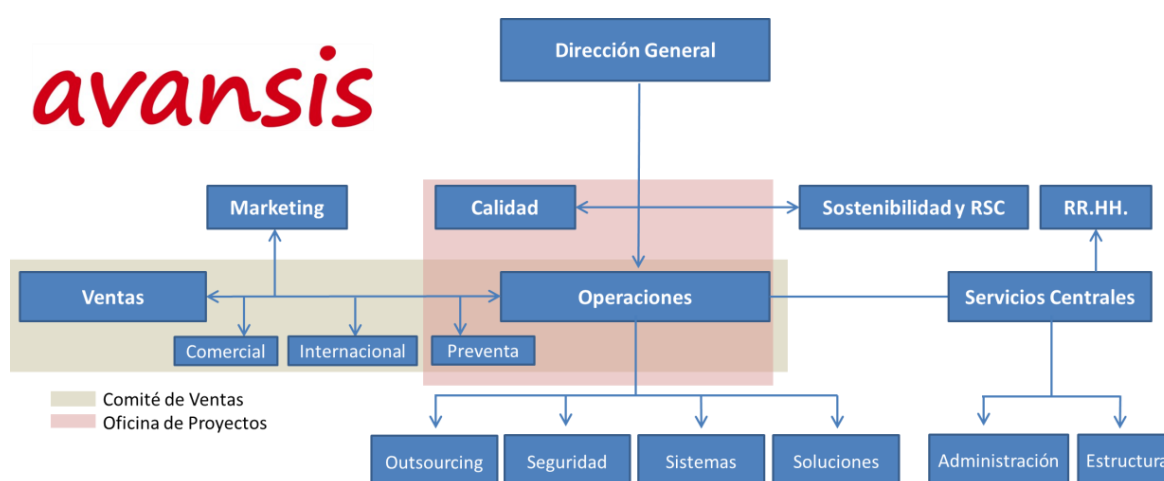 Dirección General
avansis
Marketing
Calidad
Sostenibilidad y RSC
RR.HH.
Ventas
Operaciones
Servicios Centrales
Comercial
Internacional
Preventa
Comité de Ventas
Oficina de Proyectos
Outsourcing
Seguridad
Sistemas
Soluciones
Administración
Estructura